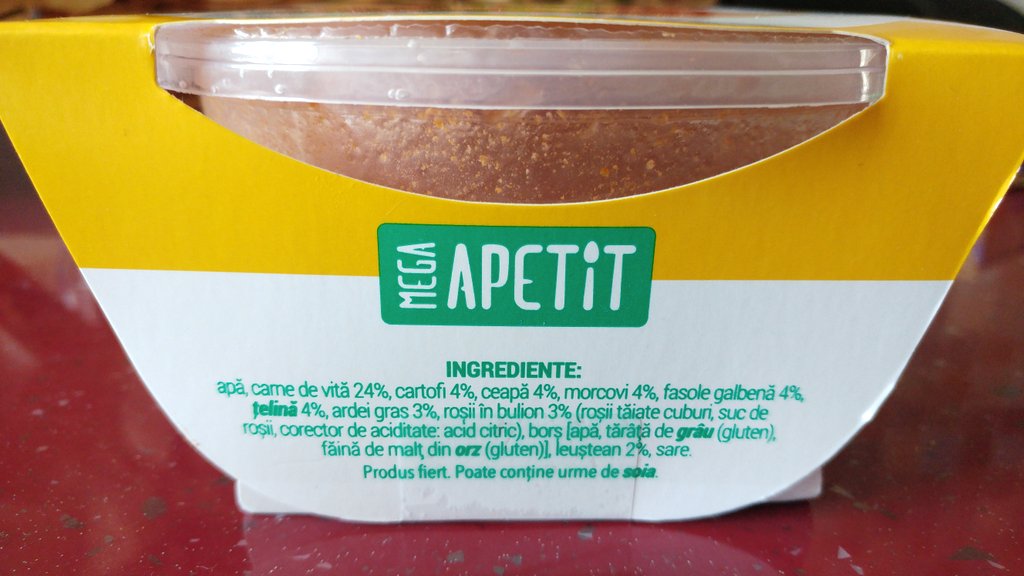 MEGA APETiT
INGREDIENTE:
apă, carne de vită 24%, cartofi 4%, ceapă 4%, morcovi 4%, fasole galbenă 4%,
țelină 4%, ardei gras 3%, roșii în bulion 3% (roșii tăiate cuburi, suc de
roșii, corector de aciditate: acid citric), bors [apă, tărâță de grâu (gluten),
făină de malț din orz (gluten)], leuștean 2%, sare.
Produs fiert. Poate conține urme de soia.